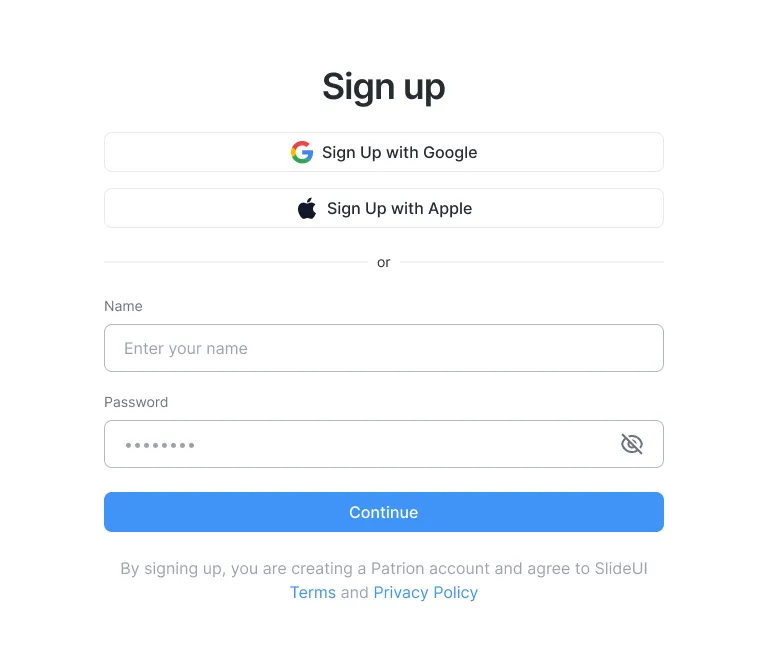 Sign up
Sign Up with Google
Sign Up with Apple
or
Name
Enter your name
Password
••••••••
Continue
By signing up, you are creating a Patrion account and agree to SlideUI
Terms and Privacy Policy